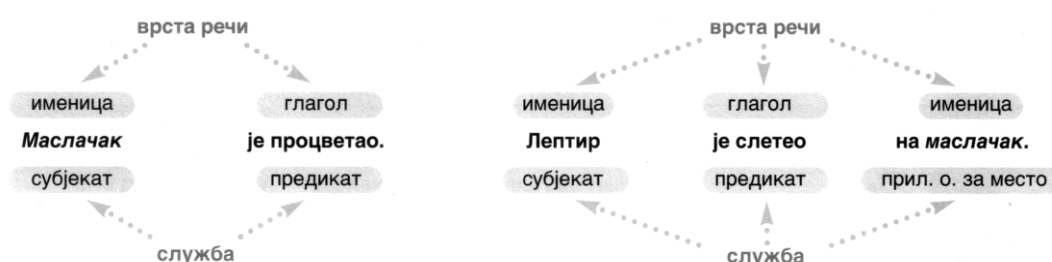 врста речи
именица глагол
Маслачак је процветао.
субјекат предикат
служба
врста речи
именица глагол именица
Лептир је слетео на маслачак.
субјекат предикат прил. о. за место
служба